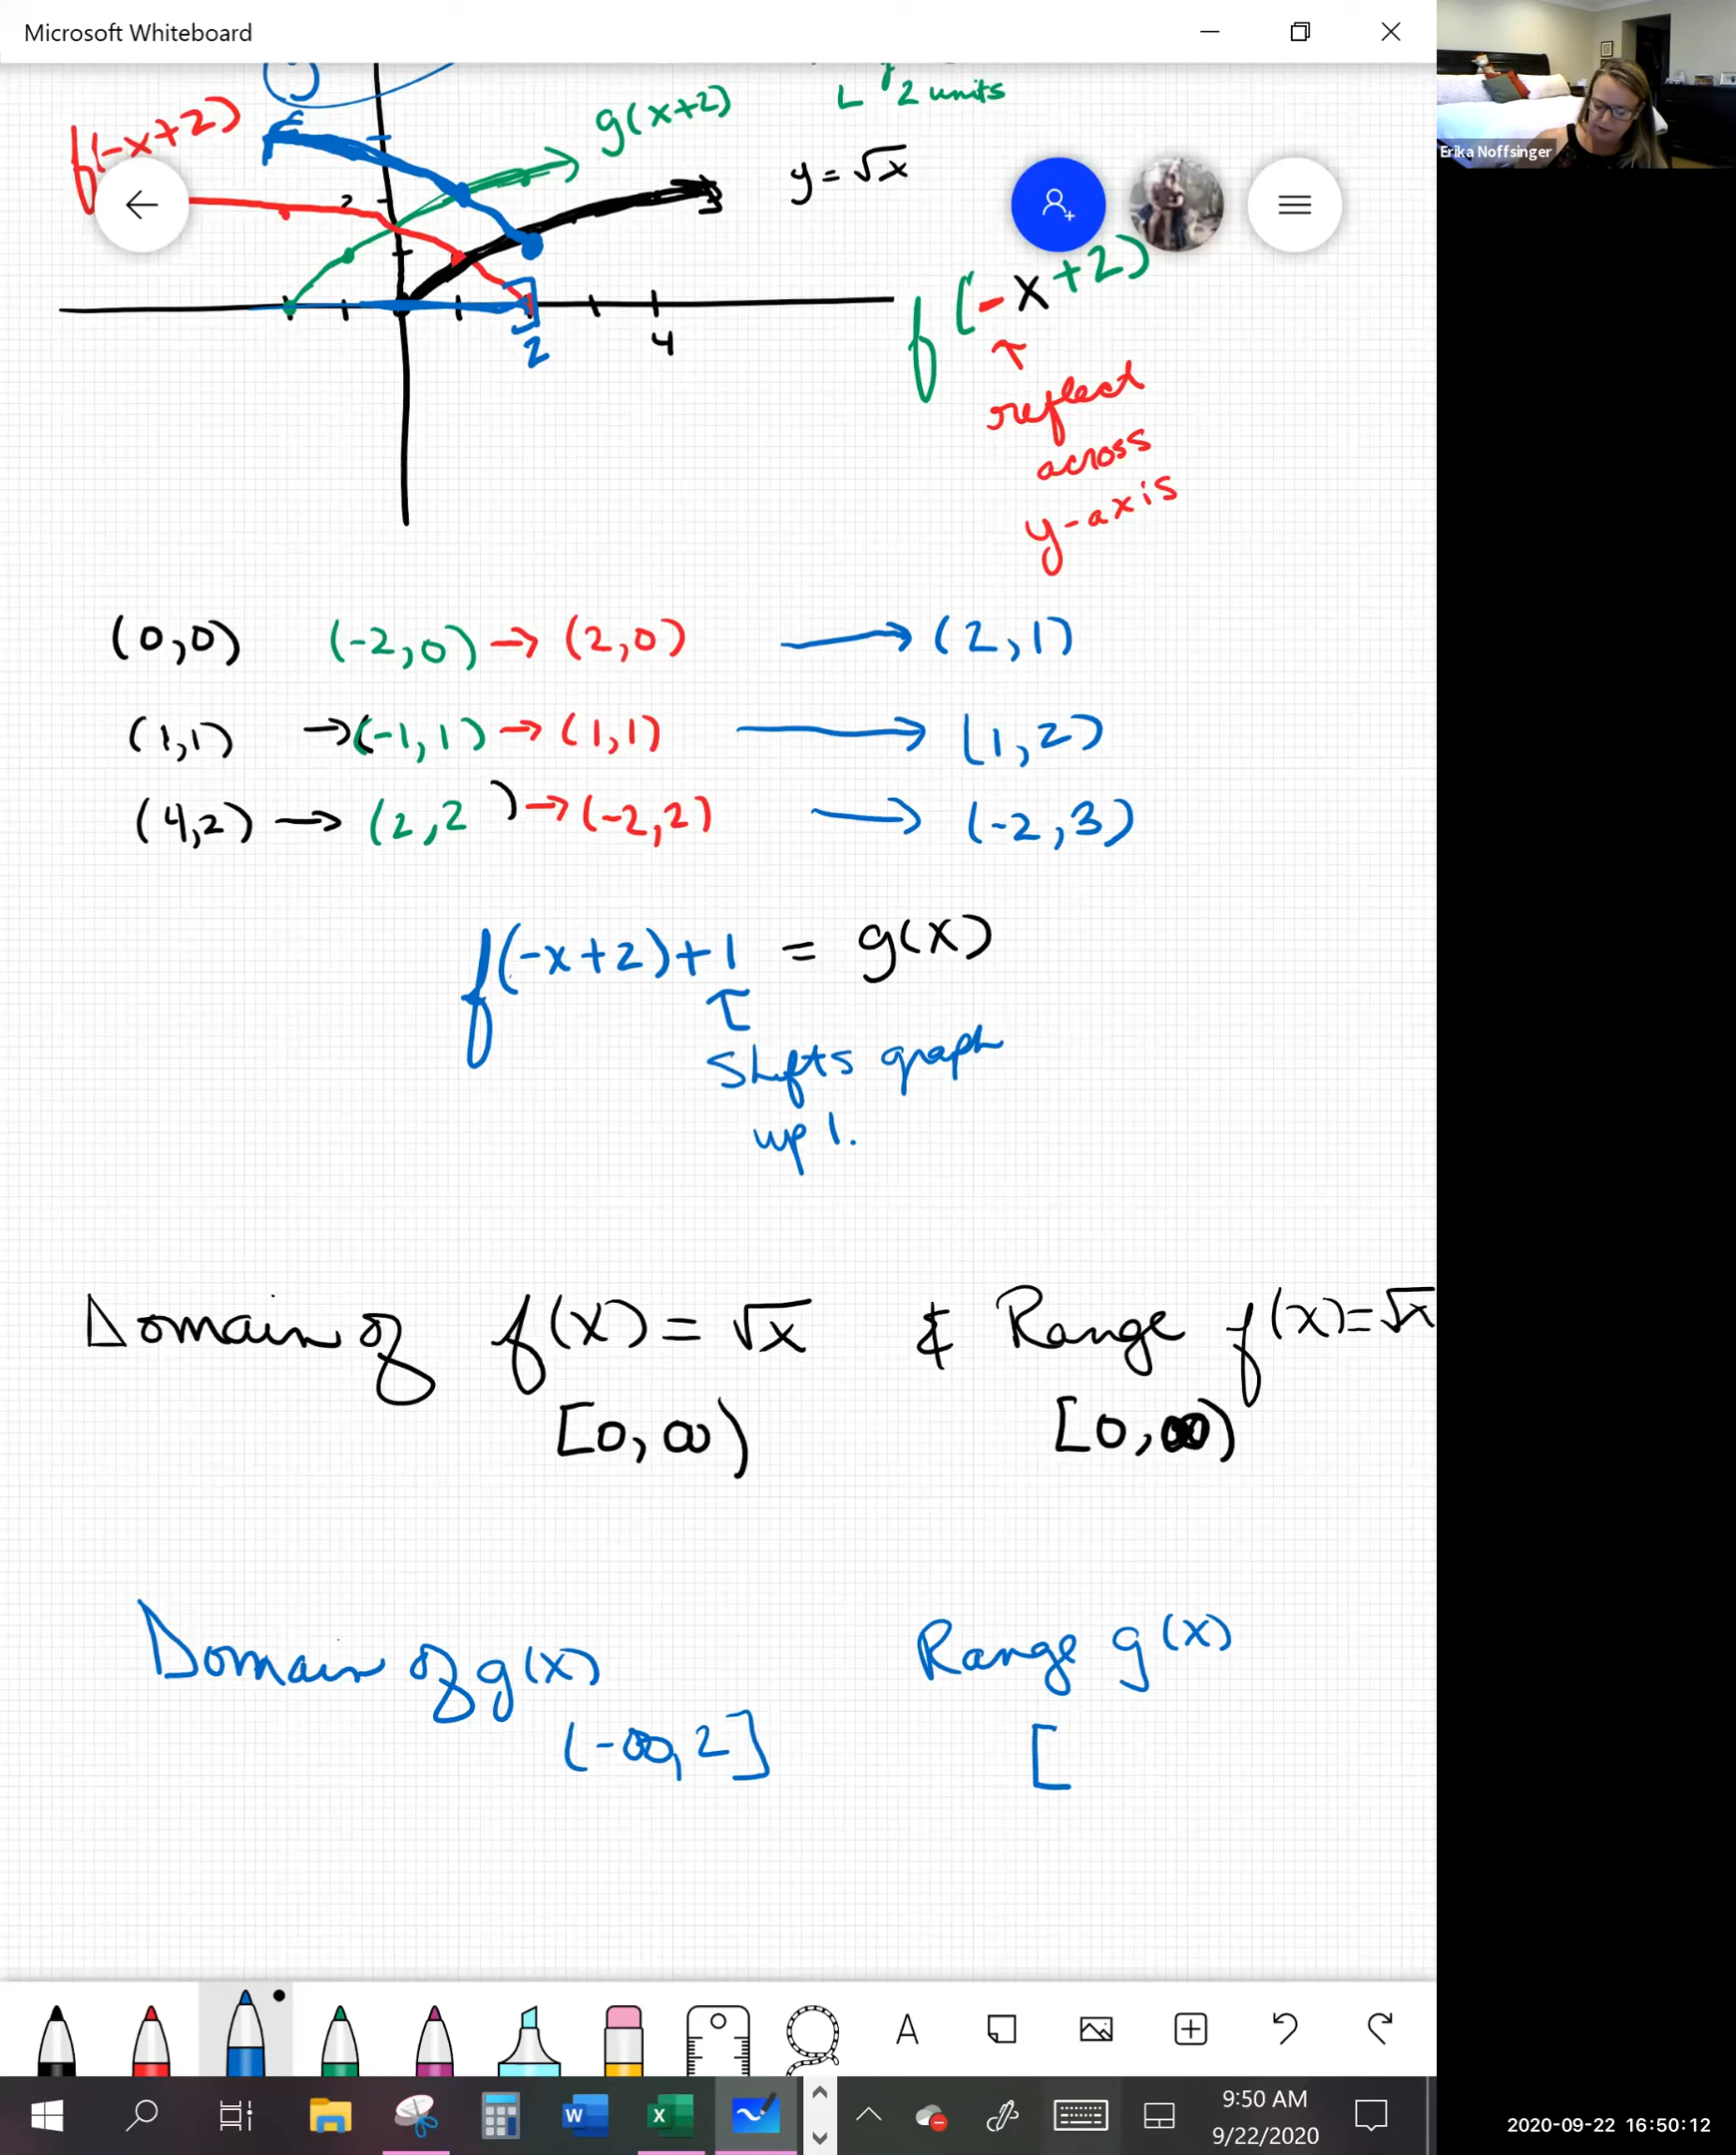 Microsoft Whiteboard
2 units
f(-x+2)
g(x+2)
y = √x
Erika Noffsinger
2
f(-x+2)
2
4
reflect
across
y-axis
(0,0) (-2,0) → (2,0) → (2,1)
(1,1) → (-1,1) → (1,1) → (1,2)
(4,2) → (2,2) → (-2,2) → (-2,3)
f(-x+2)+1 = g(x)
Shifts graph
up 1.
Domain of f(x) = √x & Range f(x)=√x
[0,∞) [0,∞)
Domain of g(x) Range g(x)
(-∞,2] [
9:50 AM
9/22/2020
2020-09-22 16:50:12